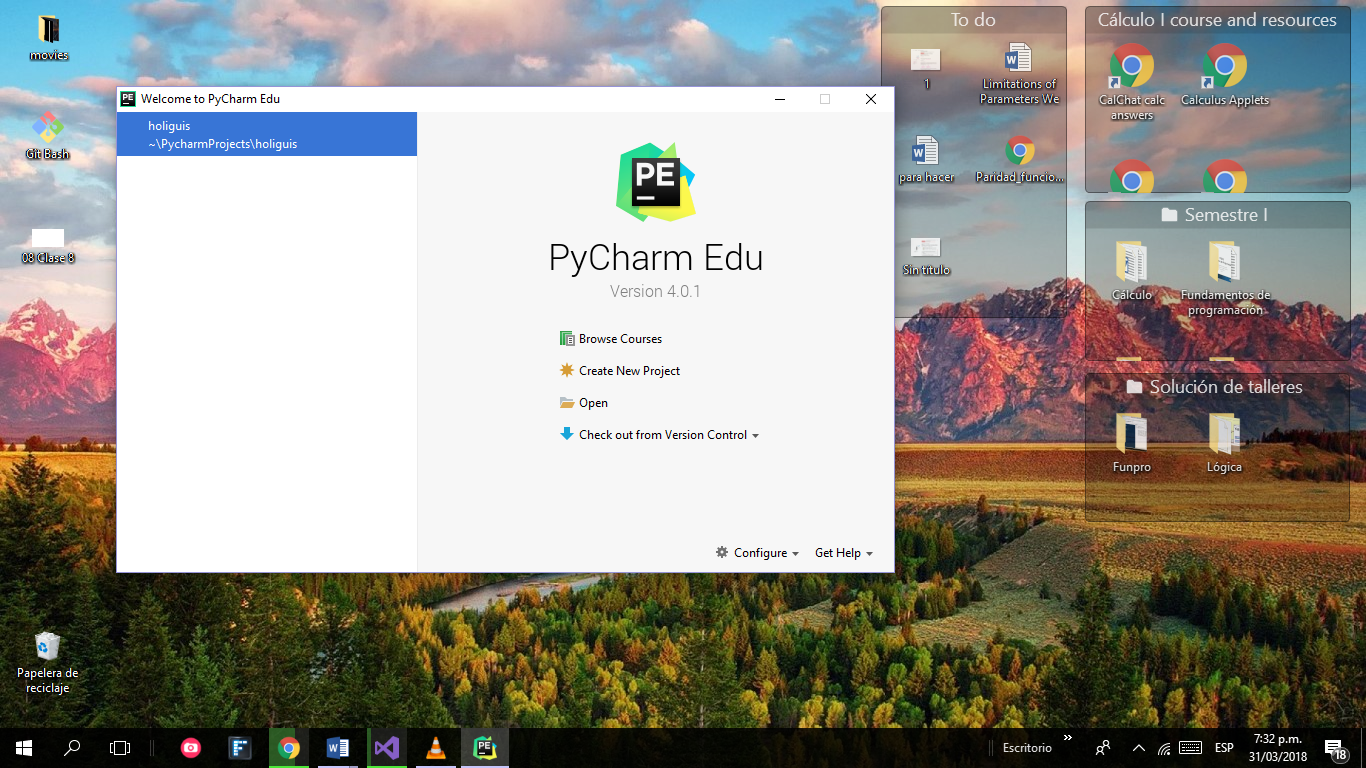 movies
Git Bash
08 Clase 8
Papelera de
reciclaje
PE
Welcome to PyCharm Edu
holiguis
~\PycharmProjects\holiguis
PE
PyCharm Edu
Version 4.0.1
Browse Courses
Create New Project
Open
Check out from Version Control
Configure
Get Help
To do
1
Limitations of
Parameters We
para hacer
Paridad_funcio...
Sin título
Cálculo I course and resources
CalChat calc
answers
Calculus Applets
Semestre I
Cálculo
Fundamentos de
programación
Solución de talleres
Funpro
Lógica
PE
Escritorio
»
ESP
7:32 p.m.
31/03/2018
18